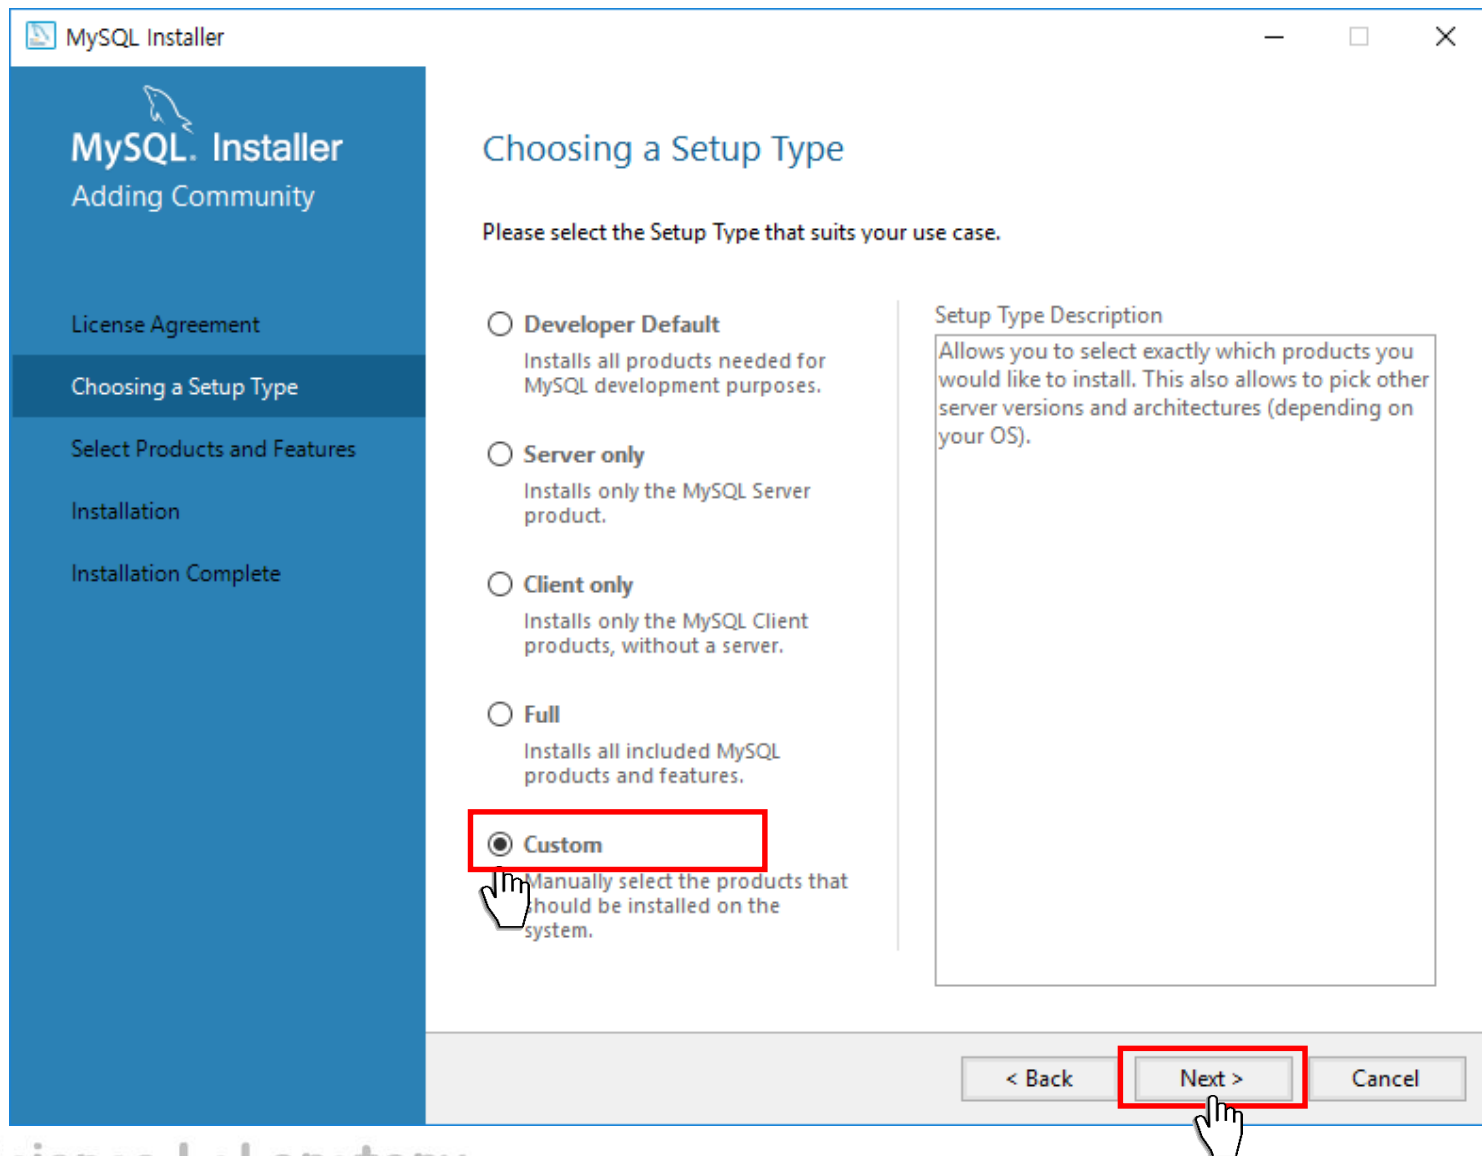 MySQL Installer
MySQL. Installer
Adding Community
License Agreement
Choosing a Setup Type
Select Products and Features
Installation
Installation Complete
Choosing a Setup Type
Please select the Setup Type that suits your use case.
Developer Default
Installs all products needed for
MySQL development purposes.
Server only
Installs only the MySQL Server
product.
Client only
Installs only the MySQL Client
products, without a server.
Full
Installs all included MySQL
products and features.
Custom
Manually select the products that
should be installed on the
system.
Setup Type Description
Allows you to select exactly which products you
would like to install. This also allows to pick other
server versions and architectures (depending on
your OS).
< Back
Next >
Cancel